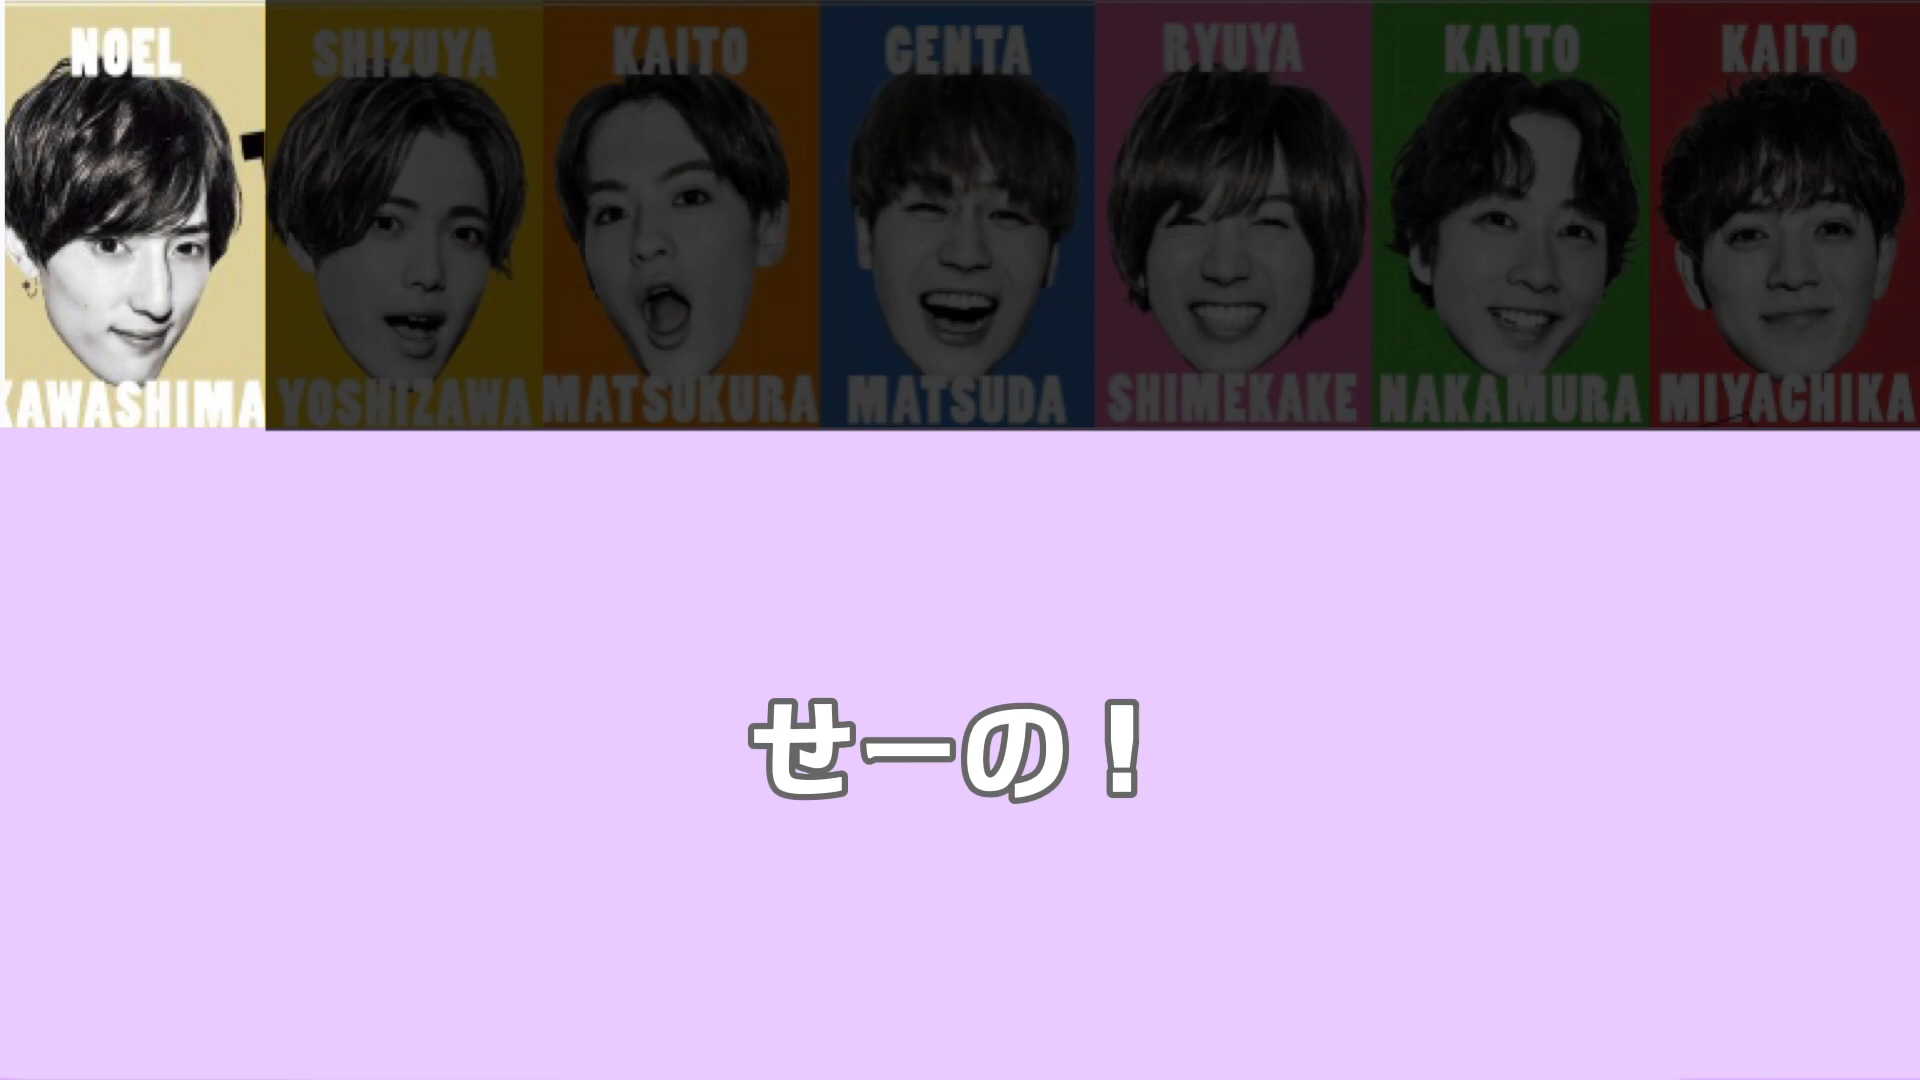 NOEL SHIZUYA KAITO GENTA RYUYA KAITO KAITO
KAWASHIMA YOSHIZAWA MATSUKURA MATSUDA SHIMEKAKE NAKAMURA MIYACHIKA
せーの！